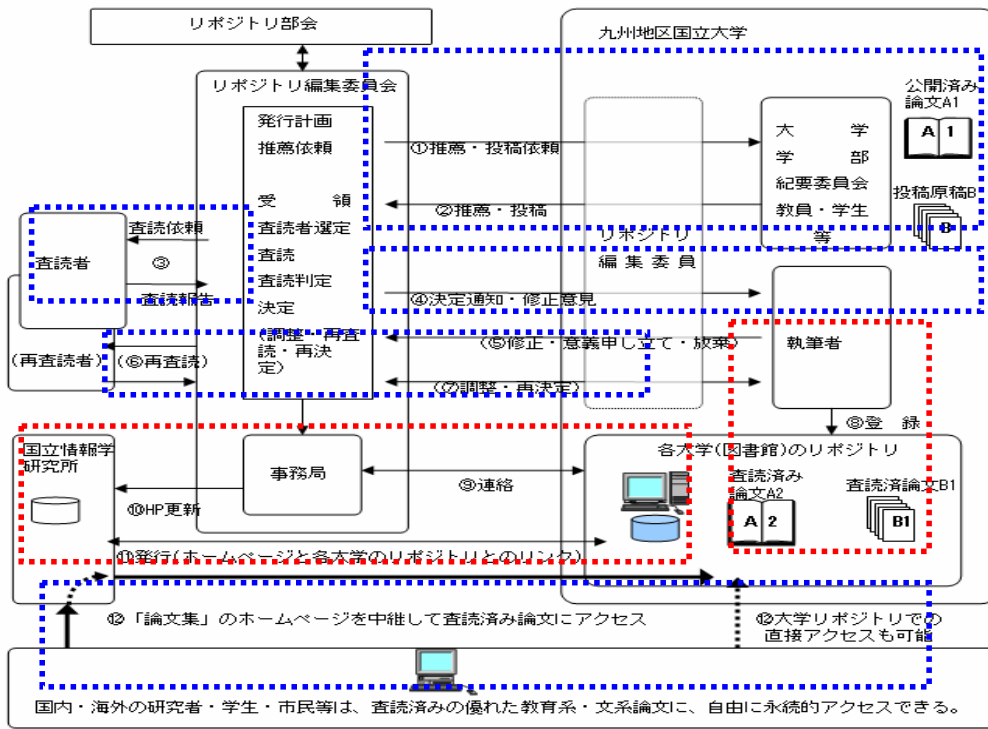 リポジトリ部会
九州地区国立大学
リポジトリ編集委員会
公開済み
論文A1
A 1
発行計画
推薦依頼
①推薦・投稿依頼
大　学
学　部
紀要委員会
教員・学生
等
投稿原稿B
B
受　領
②推薦・投稿
査読依頼
査読者選定
リポジトリ
編集委員
査読者
③
査読
査読判定
査読報告
決定
④決定通知・修正意見
(調整・再査
読・再決
定)
(⑤修正・意義申し立て・放棄)
執筆者
(再査読者)
(⑥再査読)
(⑦調整・再決定)
⑧登　録
国立情報学
研究所
事務局
各大学(図書館)のリポジトリ
⑨連絡
査読済み
論文A2
A 2
査読済論文B1
B1
⑩HP更新
⑪発行(ホームページと各大学のリポジトリとのリンク)
⑫「論文集」のホームページを中継して査読済み論文にアクセス
⑫大学リポジトリでの
直接アクセスも可能
国内・海外の研究者・学生・市民等は、査読済みの優れた教育系・文系論文に、自由に永続的アクセスできる。